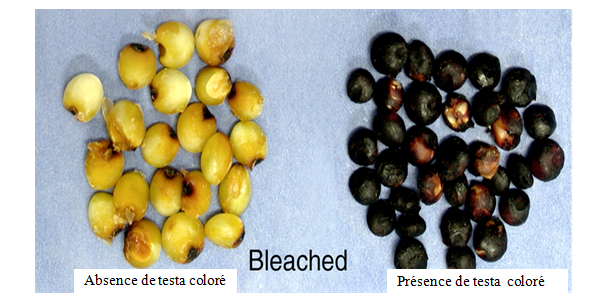 Bleached
Absence de testa coloré
Présence de testa coloré